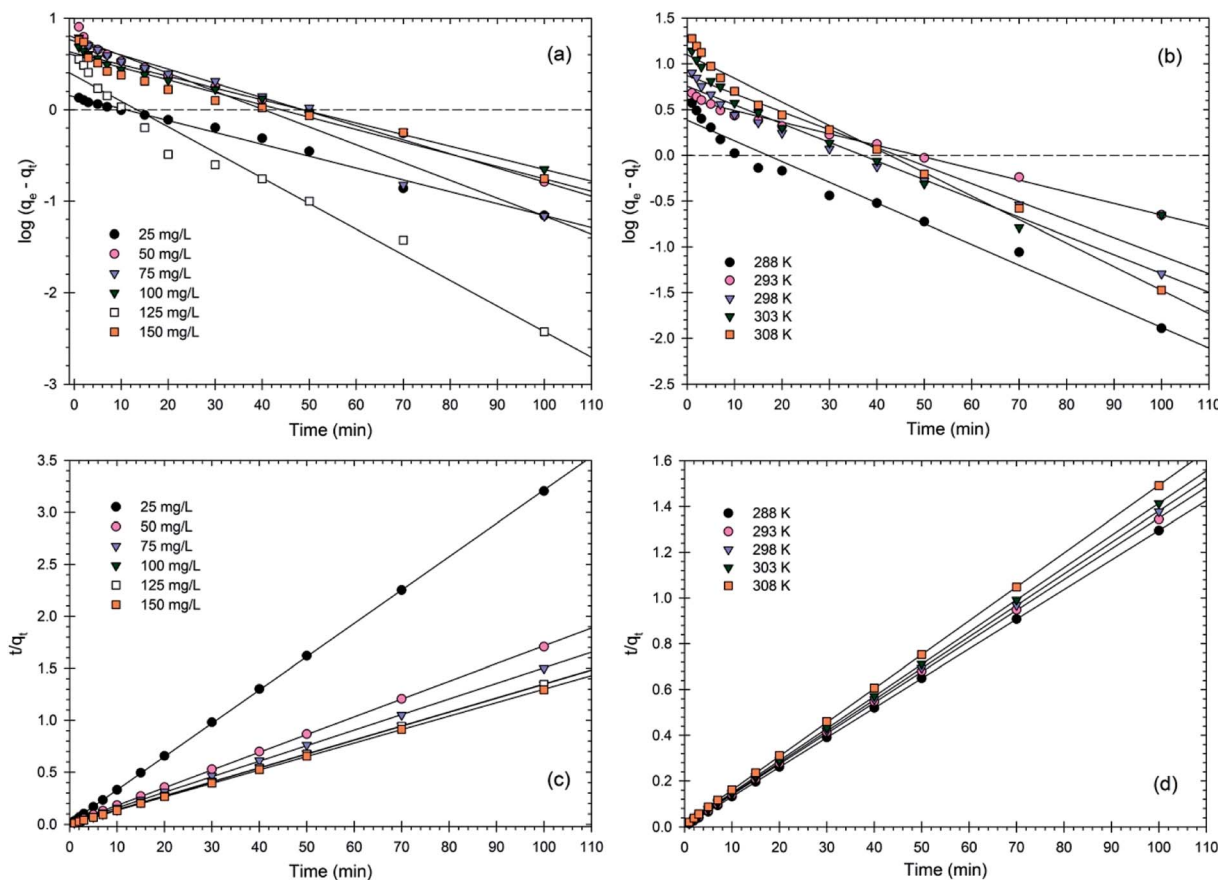 (a)
log (qe - qt)
1
0
-1
-2
-3
25 mg/L
50 mg/L
75 mg/L
100 mg/L
125 mg/L
150 mg/L
0 10 20 30 40 50 60 70 80 90 100 110
Time (min)
(b)
log (qe - qt)
1.5
1.0
0.5
0.0
-0.5
-1.0
-1.5
-2.0
-2.5
288 K
293 K
298 K
303 K
308 K
0 10 20 30 40 50 60 70 80 90 100 110
Time (min)
(c)
t/qt
3.5
3.0
2.5
2.0
1.5
1.0
0.5
0.0
25 mg/L
50 mg/L
75 mg/L
100 mg/L
125 mg/L
150 mg/L
0 10 20 30 40 50 60 70 80 90 100 110
Time (min)
(d)
t/qt
1.6
1.4
1.2
1.0
0.8
0.6
0.4
0.2
0.0
288 K
293 K
298 K
303 K
308 K
0 10 20 30 40 50 60 70 80 90 100 110
Time (min)